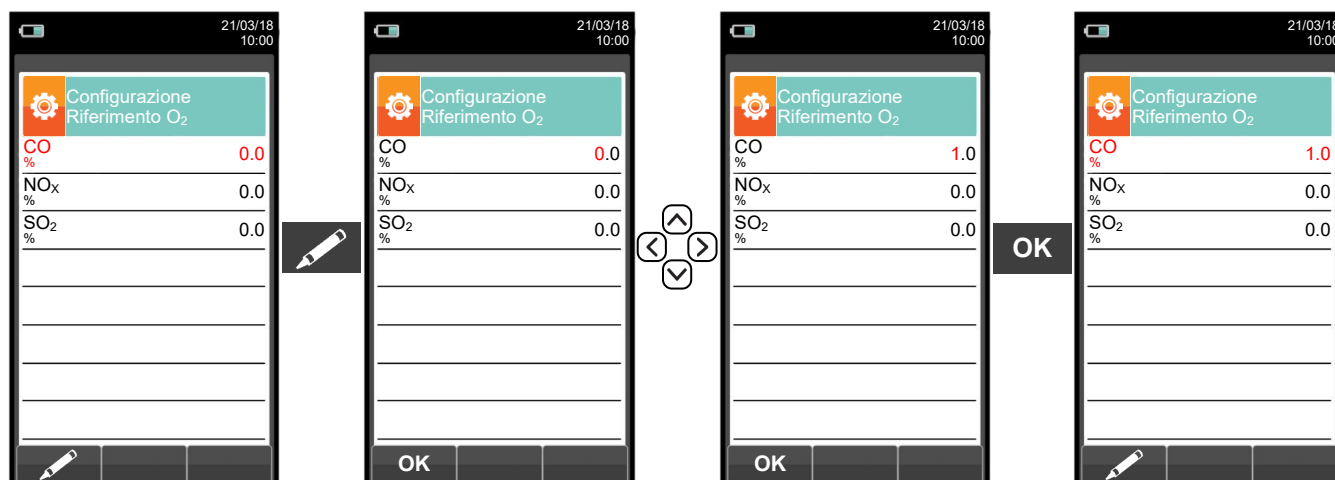 21/03/18
10:00
Configurazione
Riferimento O₂
CO
%
0.0
NOX
%
0.0
SO₂
%
0.0
21/03/18
10:00
Configurazione
Riferimento O₂
CO
%
0.0
NOX
%
0.0
SO₂
%
0.0
OK
21/03/18
10:00
Configurazione
Riferimento O₂
CO
%
1.0
NOX
%
0.0
SO₂
%
0.0
OK
OK
21/03/18
10:00
Configurazione
Riferimento O₂
CO
%
1.0
NOX
%
0.0
SO₂
%
0.0